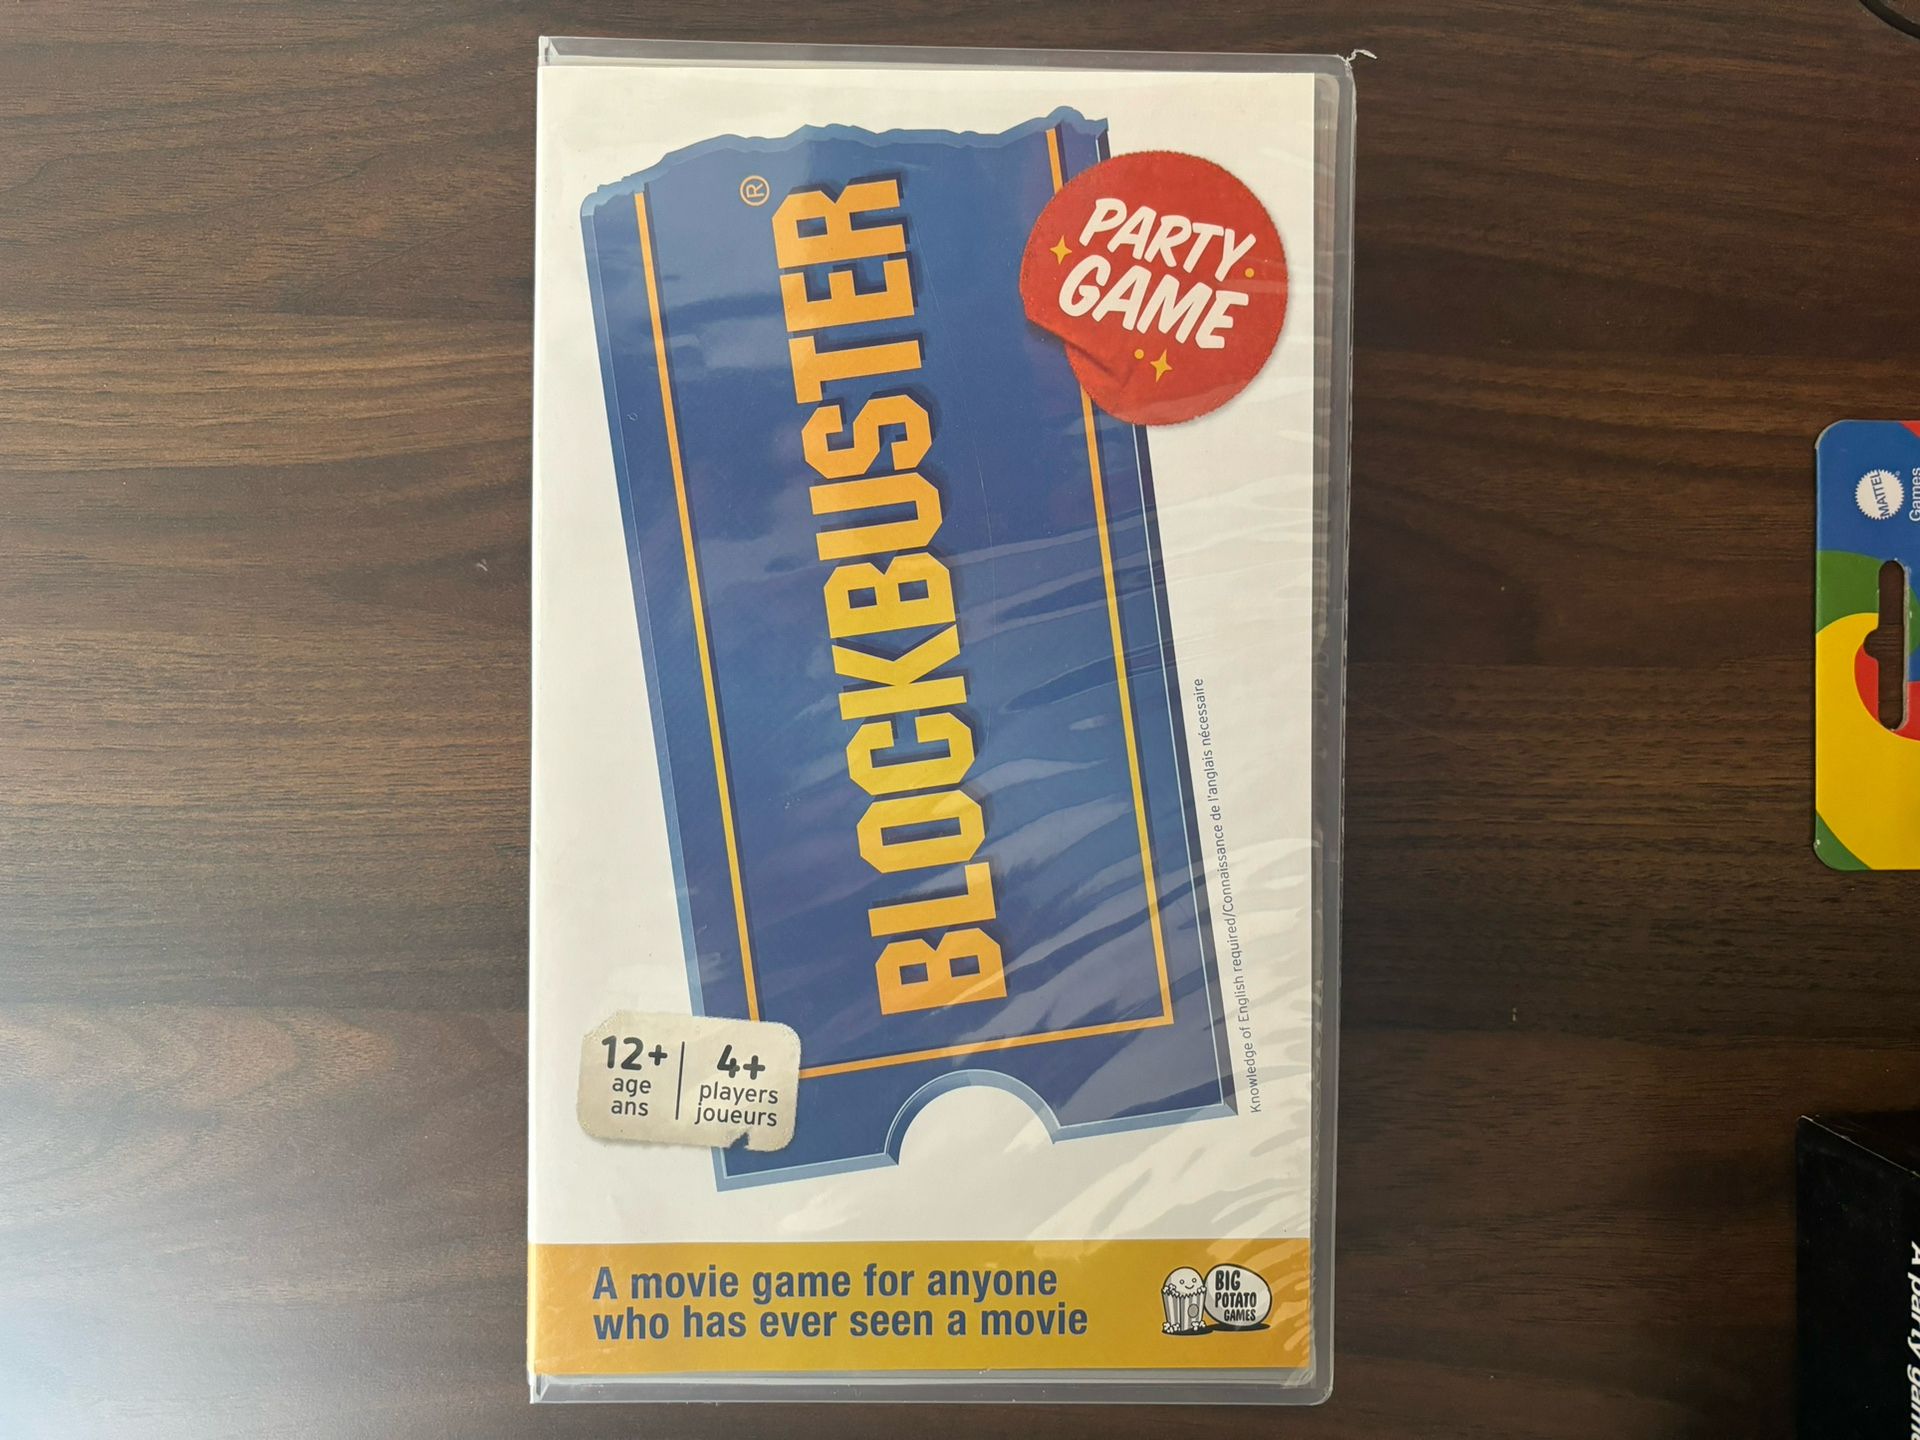 BLOCKBUSTER®
PARTY
GAME
Knowledge of English required/Connaissance de l'anglais nécessaire
12+
age
ans
4+
players
joueurs
A movie game for anyone
who has ever seen a movie
BIG
POTATO
GAMES
MATTEL
Games
A party